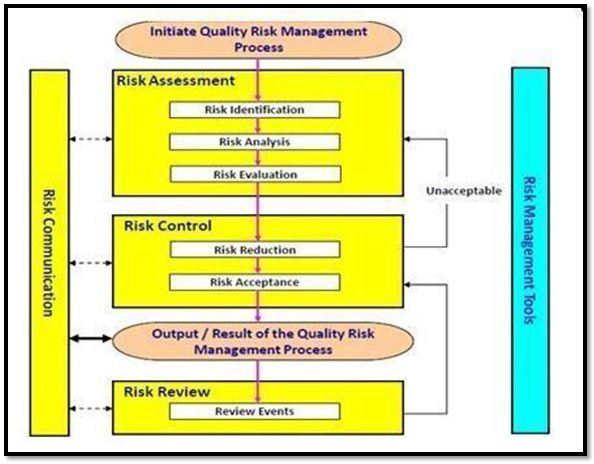 Initiate Quality Risk Management
Process
Risk Assessment
Risk Identification
Risk Analysis
Risk Evaluation
Unacceptable
Risk Communication
Risk Management Tools
Risk Control
Risk Reduction
Risk Acceptance
Output / Result of the Quality Risk
Management Process
Risk Review
Review Events